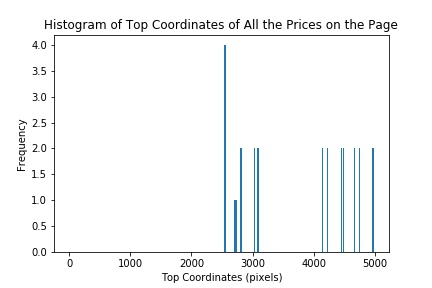 Histogram of Top Coordinates of All the Prices on the Page
4.0
3.5
3.0
2.5
2.0
1.5
1.0
0.5
0.0
Frequency
0 1000 2000 3000 4000 5000
Top Coordinates (pixels)